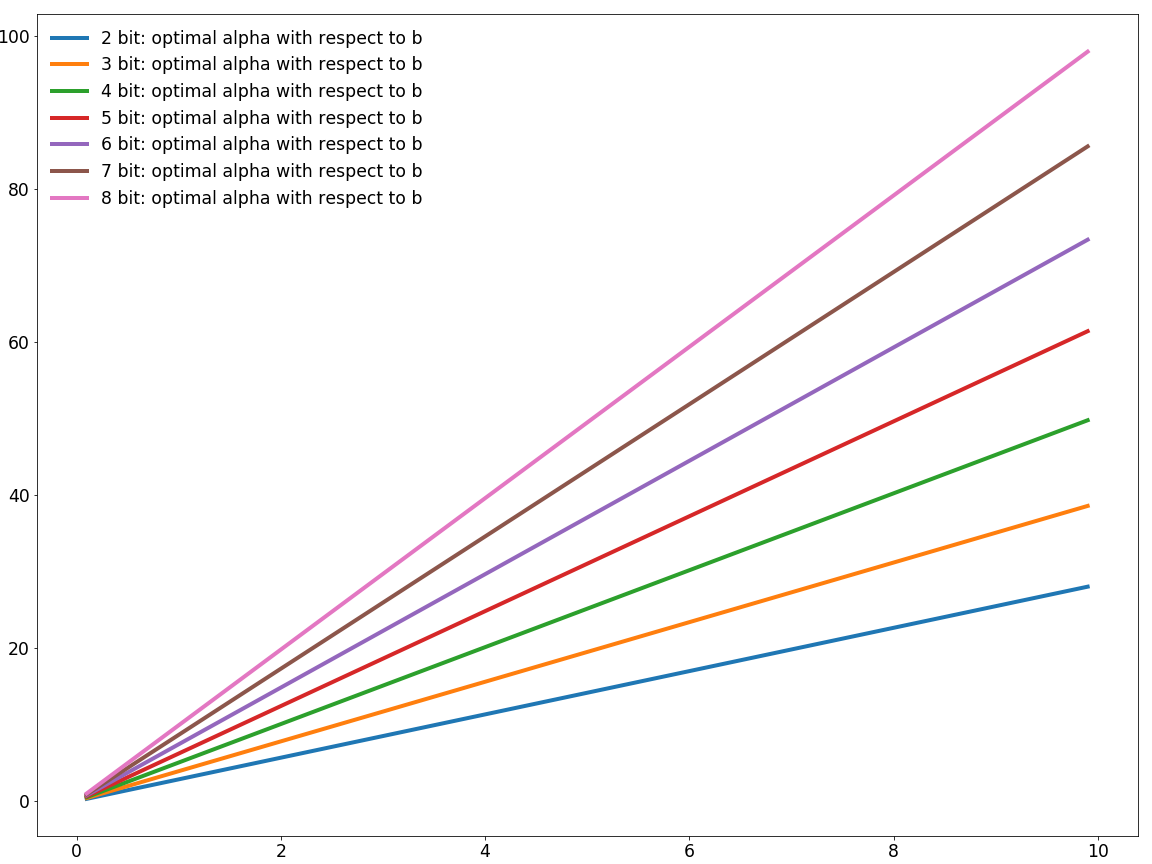 100
80
60
40
20
0
2 bit: optimal alpha with respect to b
3 bit: optimal alpha with respect to b
4 bit: optimal alpha with respect to b
5 bit: optimal alpha with respect to b
6 bit: optimal alpha with respect to b
7 bit: optimal alpha with respect to b
8 bit: optimal alpha with respect to b
0 2 4 6 8 10